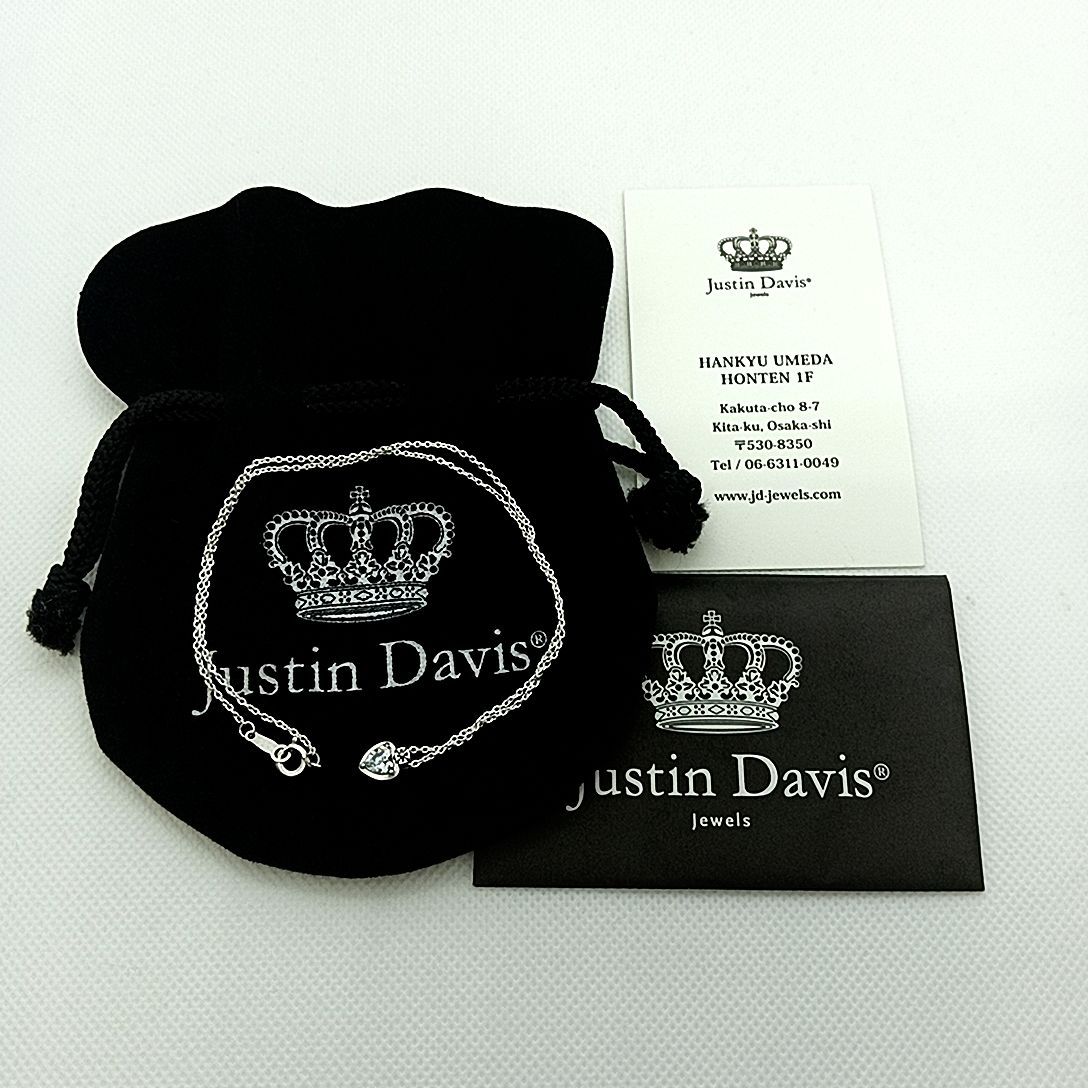 Justin Davis®
Justin Davis®
Jewels
HANKYU UMEDA
HONTEN 1F
Kakuta-cho 8-7
Kita-ku, Osaka-shi
〒530-8350
Tel / 06-6311-0049
www.jd-jewels.com
Justin Davis®
Jewels